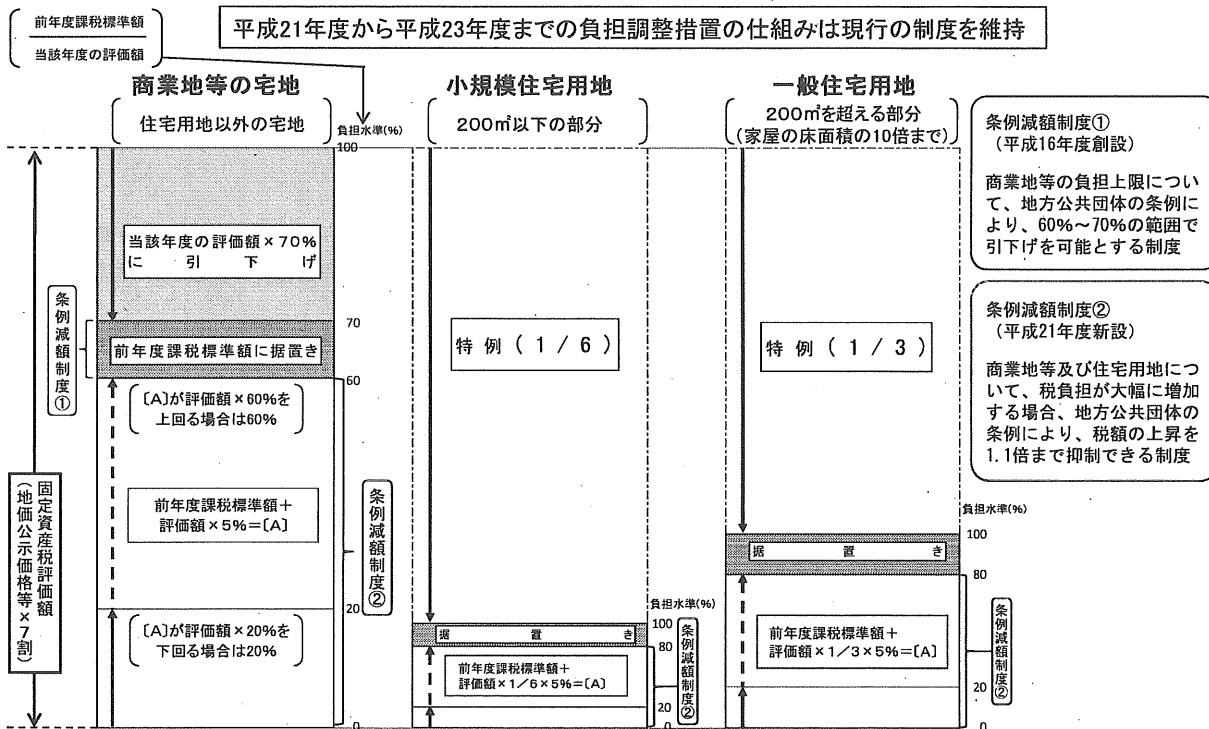 前年度課税標準額
当該年度の評価額
平成21年度から平成23年度までの負担調整措置の仕組みは現行の制度を維持
商業地等の宅地
住宅用地以外の宅地
負担水準(%)
100
当該年度の評価額×70%
に引下げ
70
前年度課税標準額に据置き
60
〔A〕が評価額×60%を
上回る場合は60%
前年度課税標準額+
評価額×5%=〔A〕
20
〔A〕が評価額×20%を
下回る場合は20%
0
条例減額制度①
条例減額制度②
固定資産税評価額
(地価公示価格等×7割)
小規模住宅用地
200㎡以下の部分
特例(1/6)
負担水準(%)
100
据置き
80
前年度課税標準額+
評価額×1/6×5%=〔A〕
20
0
条例減額制度②
一般住宅用地
200㎡を超える部分
(家屋の床面積の10倍まで)
特例(1/3)
負担水準(%)
100
据置き
80
前年度課税標準額+
評価額×1/3×5%=〔A〕
20
0
条例減額制度②
条例減額制度①
(平成16年度創設)
商業地等の負担上限につい
て、地方公共団体の条例に
より、60%~70%の範囲で
引下げを可能とする制度
条例減額制度②
(平成21年度新設)
商業地等及び住宅用地につ
いて、税負担が大幅に増加
する場合、地方公共団体の
条例により、税額の上昇を
1.1倍まで抑制できる制度